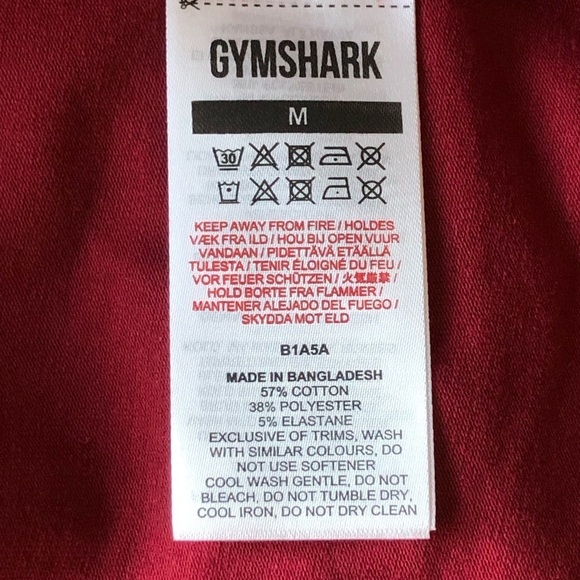 GYMSHARK
M
30
KEEP AWAY FROM FIRE / HOLDES
VÆK FRA ILD / HOU BIJ OPEN VUUR
VANDAAN / PIDETTÄVÄ ETÄÄLLÄ
TULESTA / TENIR ÉLOIGNÉ DU FEU /
VOR FEUER SCHÜTZEN / 火気厳禁 /
HOLD BORTE FRA FLAMMER /
MANTENER ALEJADO DEL FUEGO /
SKYDDA MOT ELD
B1A5A
MADE IN BANGLADESH
57% COTTON
38% POLYESTER
5% ELASTANE
EXCLUSIVE OF TRIMS, WASH
WITH SIMILAR COLOURS, DO
NOT USE SOFTENER
COOL WASH GENTLE, DO NOT
BLEACH, DO NOT TUMBLE DRY,
COOL IRON, DO NOT DRY CLEAN